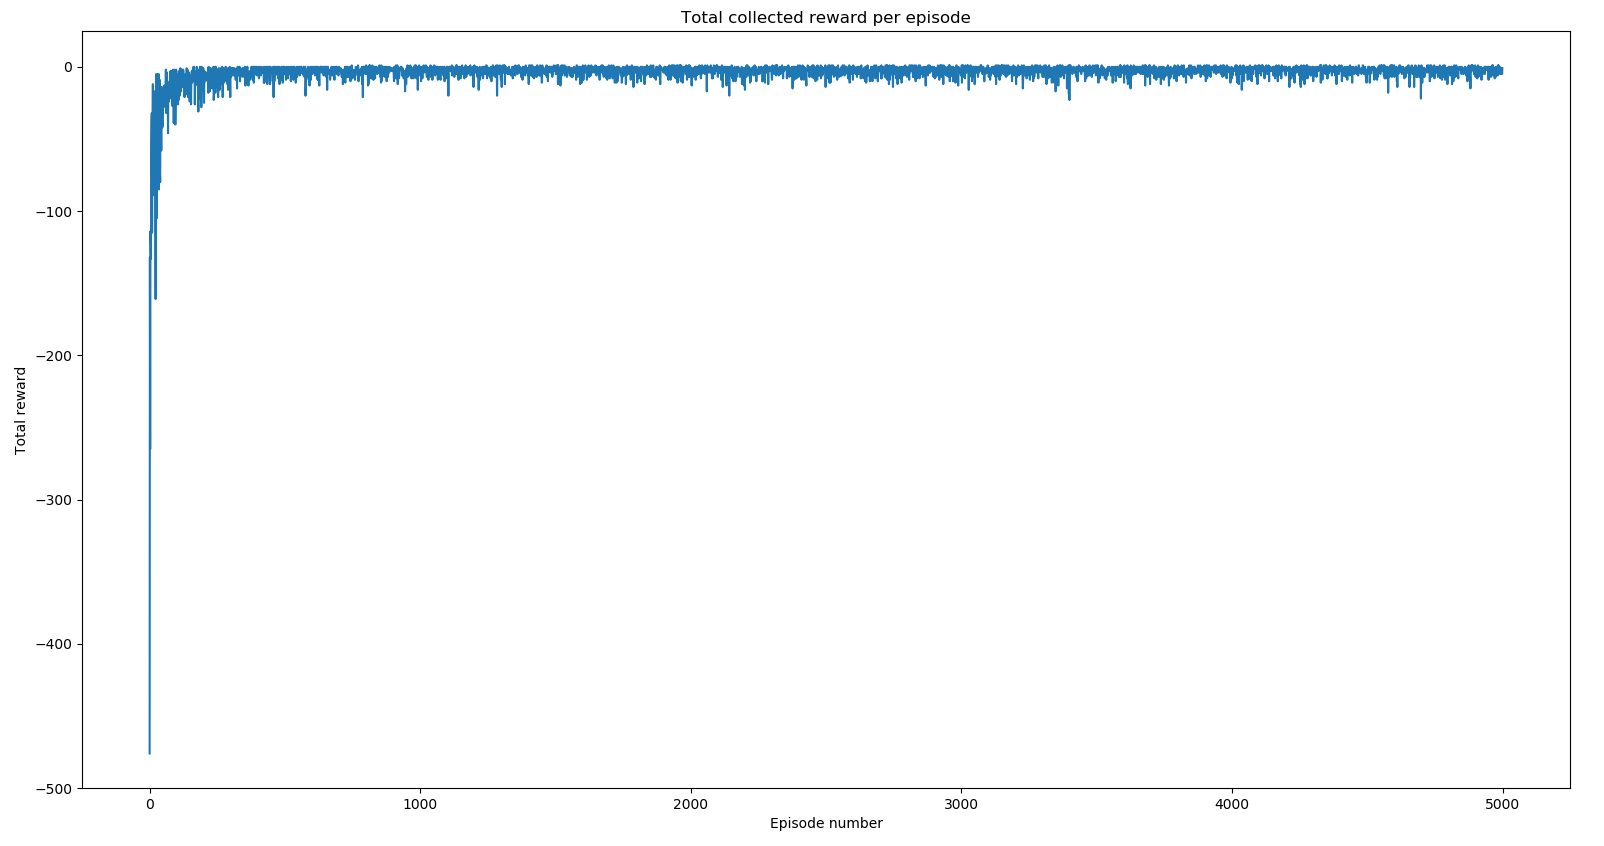 Total collected reward per episode
0
−100
−200
−300
−400
−500
Total reward
0 1000 2000 3000 4000 5000
Episode number